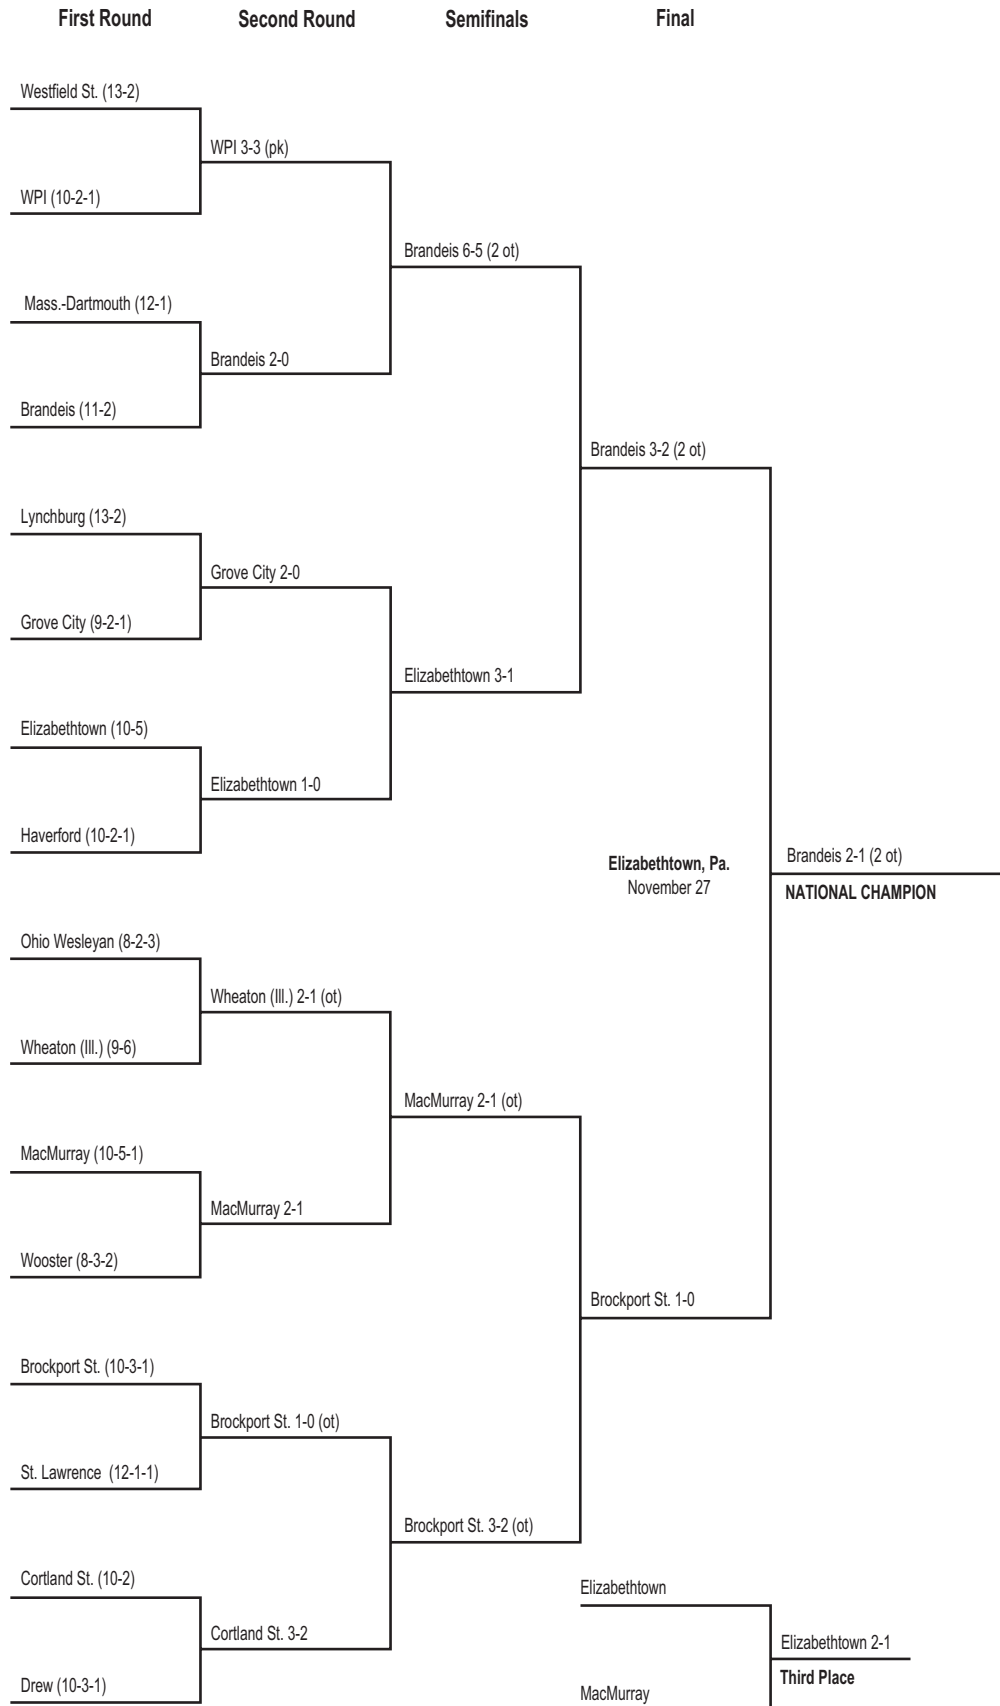 First Round
Second Round
Semifinals
Final
Westfield St. (13-2)
WPI 3-3 (pk)
WPI (10-2-1)
Brandeis 6-5 (2 ot)
Mass.-Dartmouth (12-1)
Brandeis 2-0
Brandeis (11-2)
Brandeis 3-2 (2 ot)
Lynchburg (13-2)
Grove City 2-0
Grove City (9-2-1)
Elizabethtown 3-1
Elizabethtown (10-5)
Elizabethtown 1-0
Haverford (10-2-1)
Elizabethtown, Pa.
November 27
Brandeis 2-1 (2 ot)
NATIONAL CHAMPION
Ohio Wesleyan (8-2-3)
Wheaton (Ill.) 2-1 (ot)
Wheaton (Ill.) (9-6)
MacMurray 2-1 (ot)
MacMurray (10-5-1)
MacMurray 2-1
Wooster (8-3-2)
Brockport St. 1-0
Brockport St. (10-3-1)
Brockport St. 1-0 (ot)
St. Lawrence (12-1-1)
Brockport St. 3-2 (ot)
Cortland St. (10-2)
Cortland St. 3-2
Drew (10-3-1)
Elizabethtown
Elizabethtown 2-1
Third Place
MacMurray